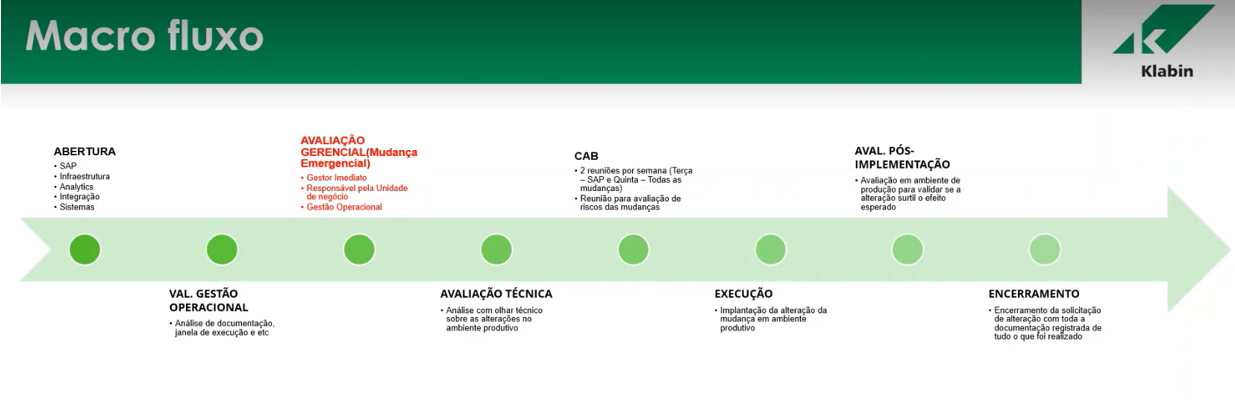 Macro fluxo
Klabin
ABERTURA
• SAP
• Infraestrutura
• Analytics
• Integração
• Sistemas
VAL. GESTÃO
OPERACIONAL
• Análise de documentação,
janela de execução e etc
AVALIAÇÃO
GERENCIAL(Mudança
Emergencial)
• Gestor Imediato
• Responsável pela Unidade
de negócio
• Gestão Operacional
AVALIAÇÃO TÉCNICA
• Análise com olhar técnico
sobre as alterações no
ambiente produtivo
CAB
• 2 reuniões por semana (Terça
– SAP e Quinta – Todas as
mudanças)
• Reunião para avaliação de
riscos das mudanças
EXECUÇÃO
• Implantação da alteração da
mudança em ambiente
produtivo
AVAL. PÓS-
IMPLEMENTAÇÃO
• Avaliação em ambiente de
produção para validar se a
alteração surtil o efeito
esperado
ENCERRAMENTO
• Encerramento da solicitação
de alteração com toda a
documentação registrada de
tudo o que foi realizado